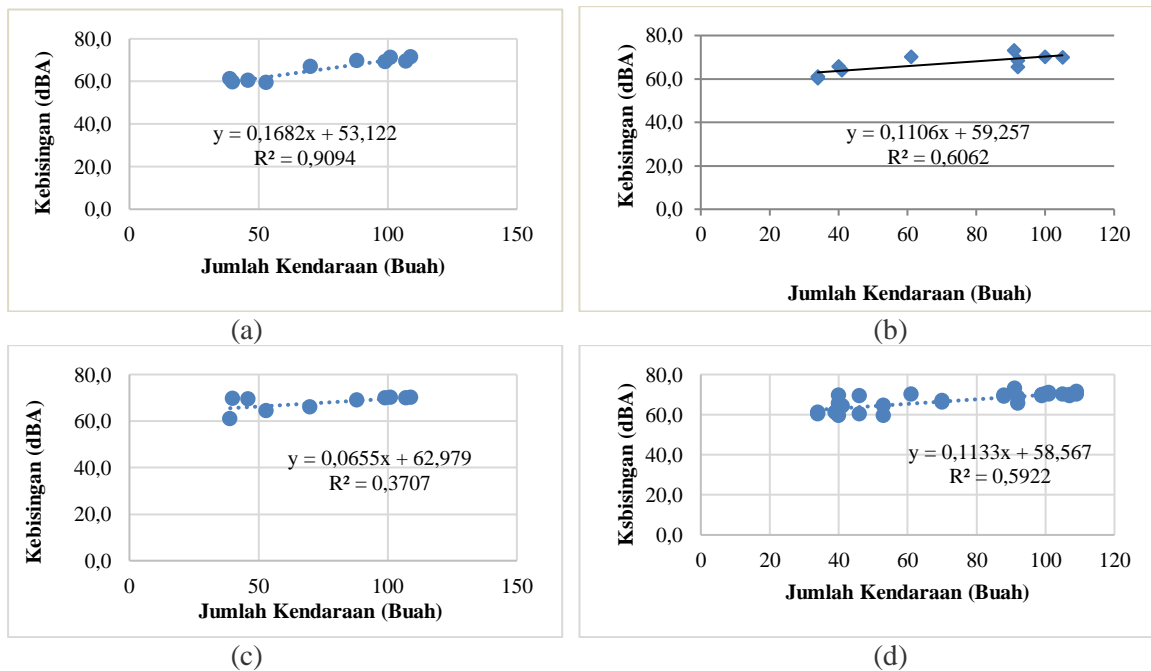 80,0
60,0
40,0
20,0
0,0
Kebisingan (dBA)
y = 0,1682x + 53,122
R² = 0,9094
0 50 100 150
Jumlah Kendaraan (Buah)
(a)
80,0
60,0
40,0
20,0
0,0
Kebisingan (dBA)
y = 0,1106x + 59,257
R² = 0,6062
0 20 40 60 80 100 120
Jumlah Kendaraan (Buah)
(b)
80,0
60,0
40,0
20,0
0,0
Kebisingan (dBA)
y = 0,0655x + 62,979
R² = 0,3707
0 50 100 150
Jumlah Kendaraan (Buah)
(c)
80,0
60,0
40,0
20,0
0,0
Ksbisingan (dBA)
y = 0,1133x + 58,567
R² = 0,5922
0 20 40 60 80 100 120
Jumlah Kendaraan (Buah)
(d)